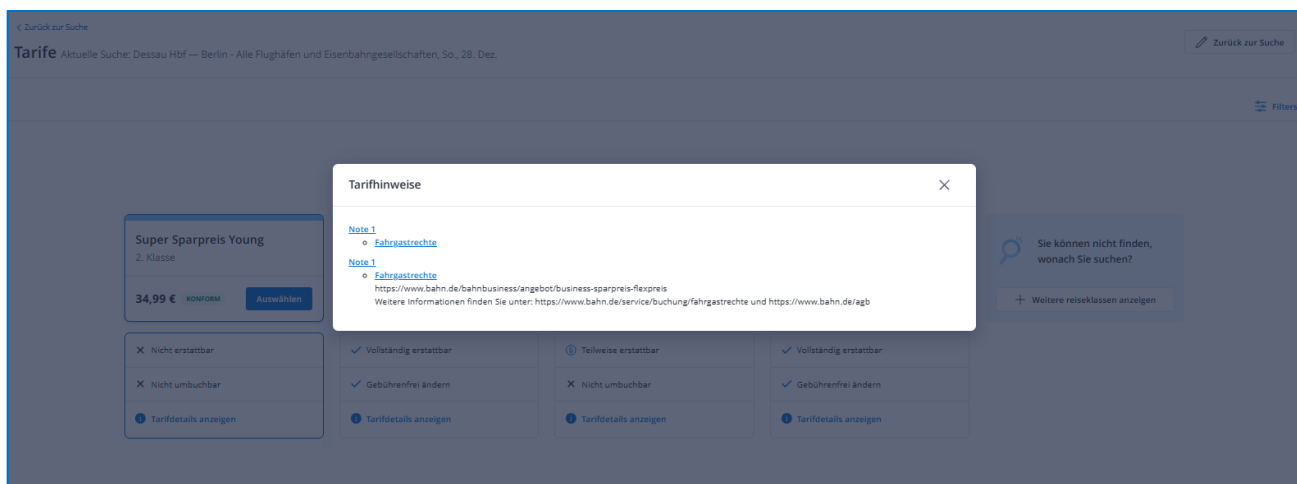 Zurück zur Suche
Tarife Aktuelle Suche: Dessau Hbf — Berlin - Alle Flughäfen und Eisenbahngesellschaften, So., 28. Dez.
Zurück zur Suche
Filters
Tarifhinweise
Note 1
Fahrgastrechte
Note 1
Fahrgastrechte
https://www.bahn.de/bahnbusiness/angebot/business-sparpreis-flexpreis
Weitere Informationen finden Sie unter: https://www.bahn.de/service/buchung/fahrgastrechte und https://www.bahn.de/agb
Super Sparpreis Young
2. Klasse
34,99 € KONFORM Auswählen
Sie können nicht finden,
wonach Sie suchen?
Weitere reiseklassen anzeigen
Nicht erstattbar
Vollständig erstattbar
Teilweise erstattbar
Vollständig erstattbar
Nicht umbuchbar
Gebührenfrei ändern
Nicht umbuchbar
Gebührenfrei ändern
Tarifdetails anzeigen
Tarifdetails anzeigen
Tarifdetails anzeigen
Tarifdetails anzeigen